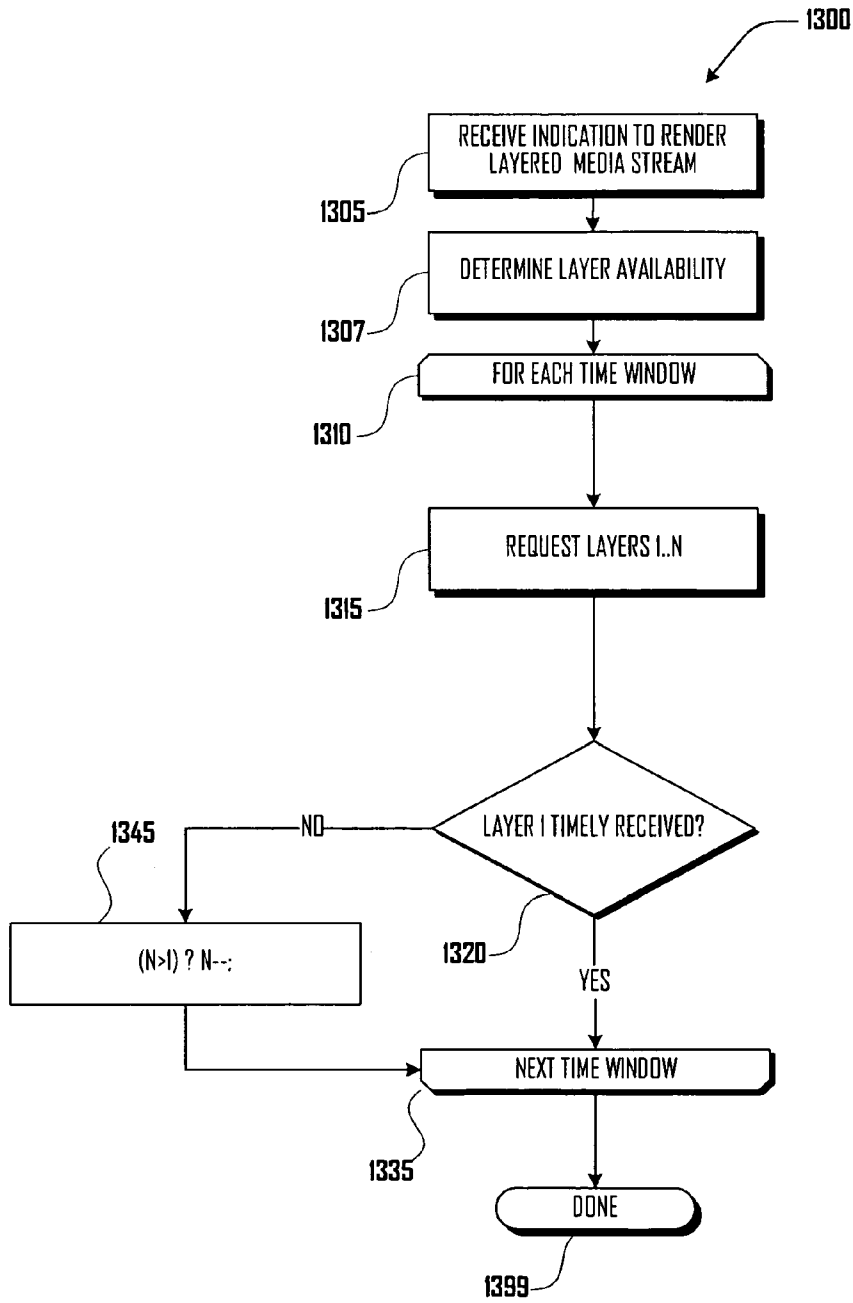 1300
RECEIVE INDICATION TO RENDER
LAYERED MEDIA STREAM
1305
DETERMINE LAYER AVAILABILITY
1307
FOR EACH TIME WINDOW
1310
REQUEST LAYERS 1..N
1315
LAYER 1 TIMELY RECEIVED?
NO
1345
1320
(N>1) ? N--;
YES
NEXT TIME WINDOW
1335
DONE
1399